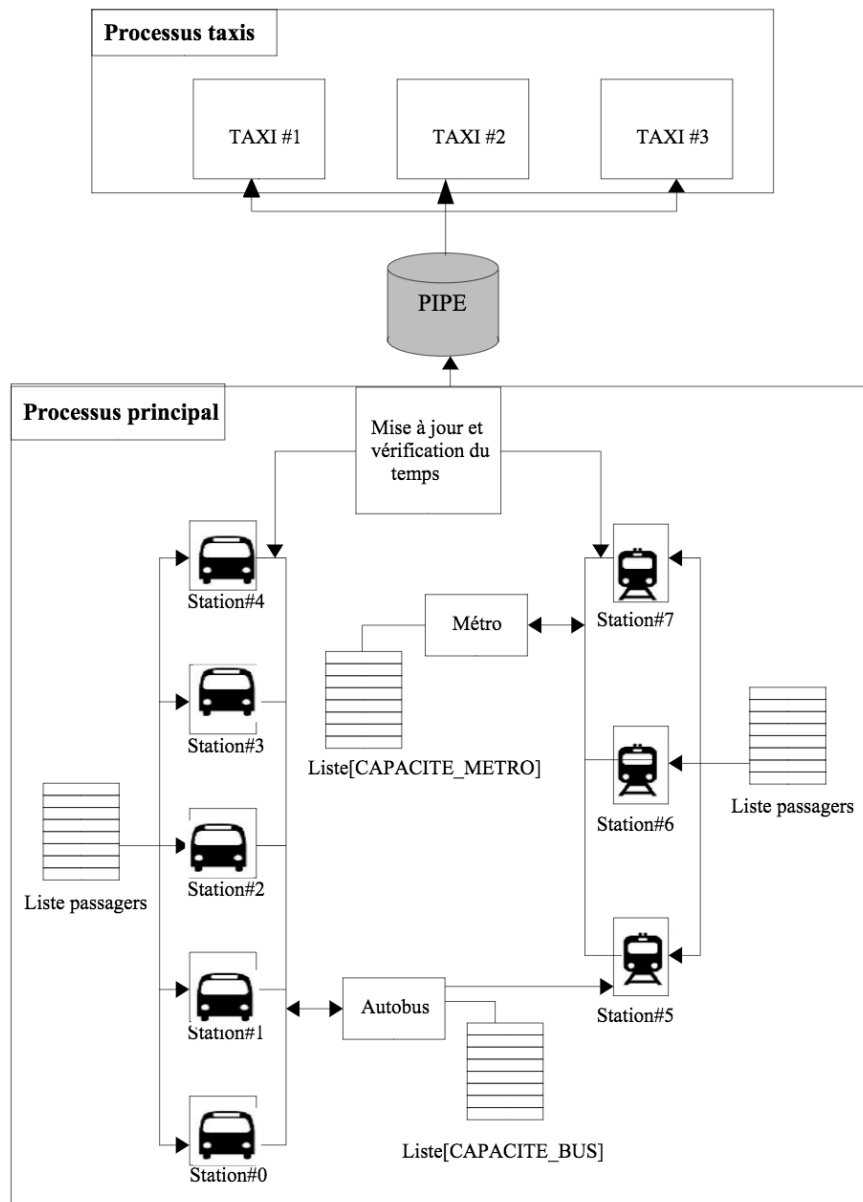 Processus taxis
TAXI #1
TAXI #2
TAXI #3
PIPE
Processus principal
Mise à jour et
vérification du
temps
Station#4
Station#7
Métro
Station#3
Liste[CAPACITE_METRO]
Station#6
Liste passagers
Station#2
Liste passagers
Station#1
Autobus
Station#5
Liste[CAPACITE_BUS]
Station#0